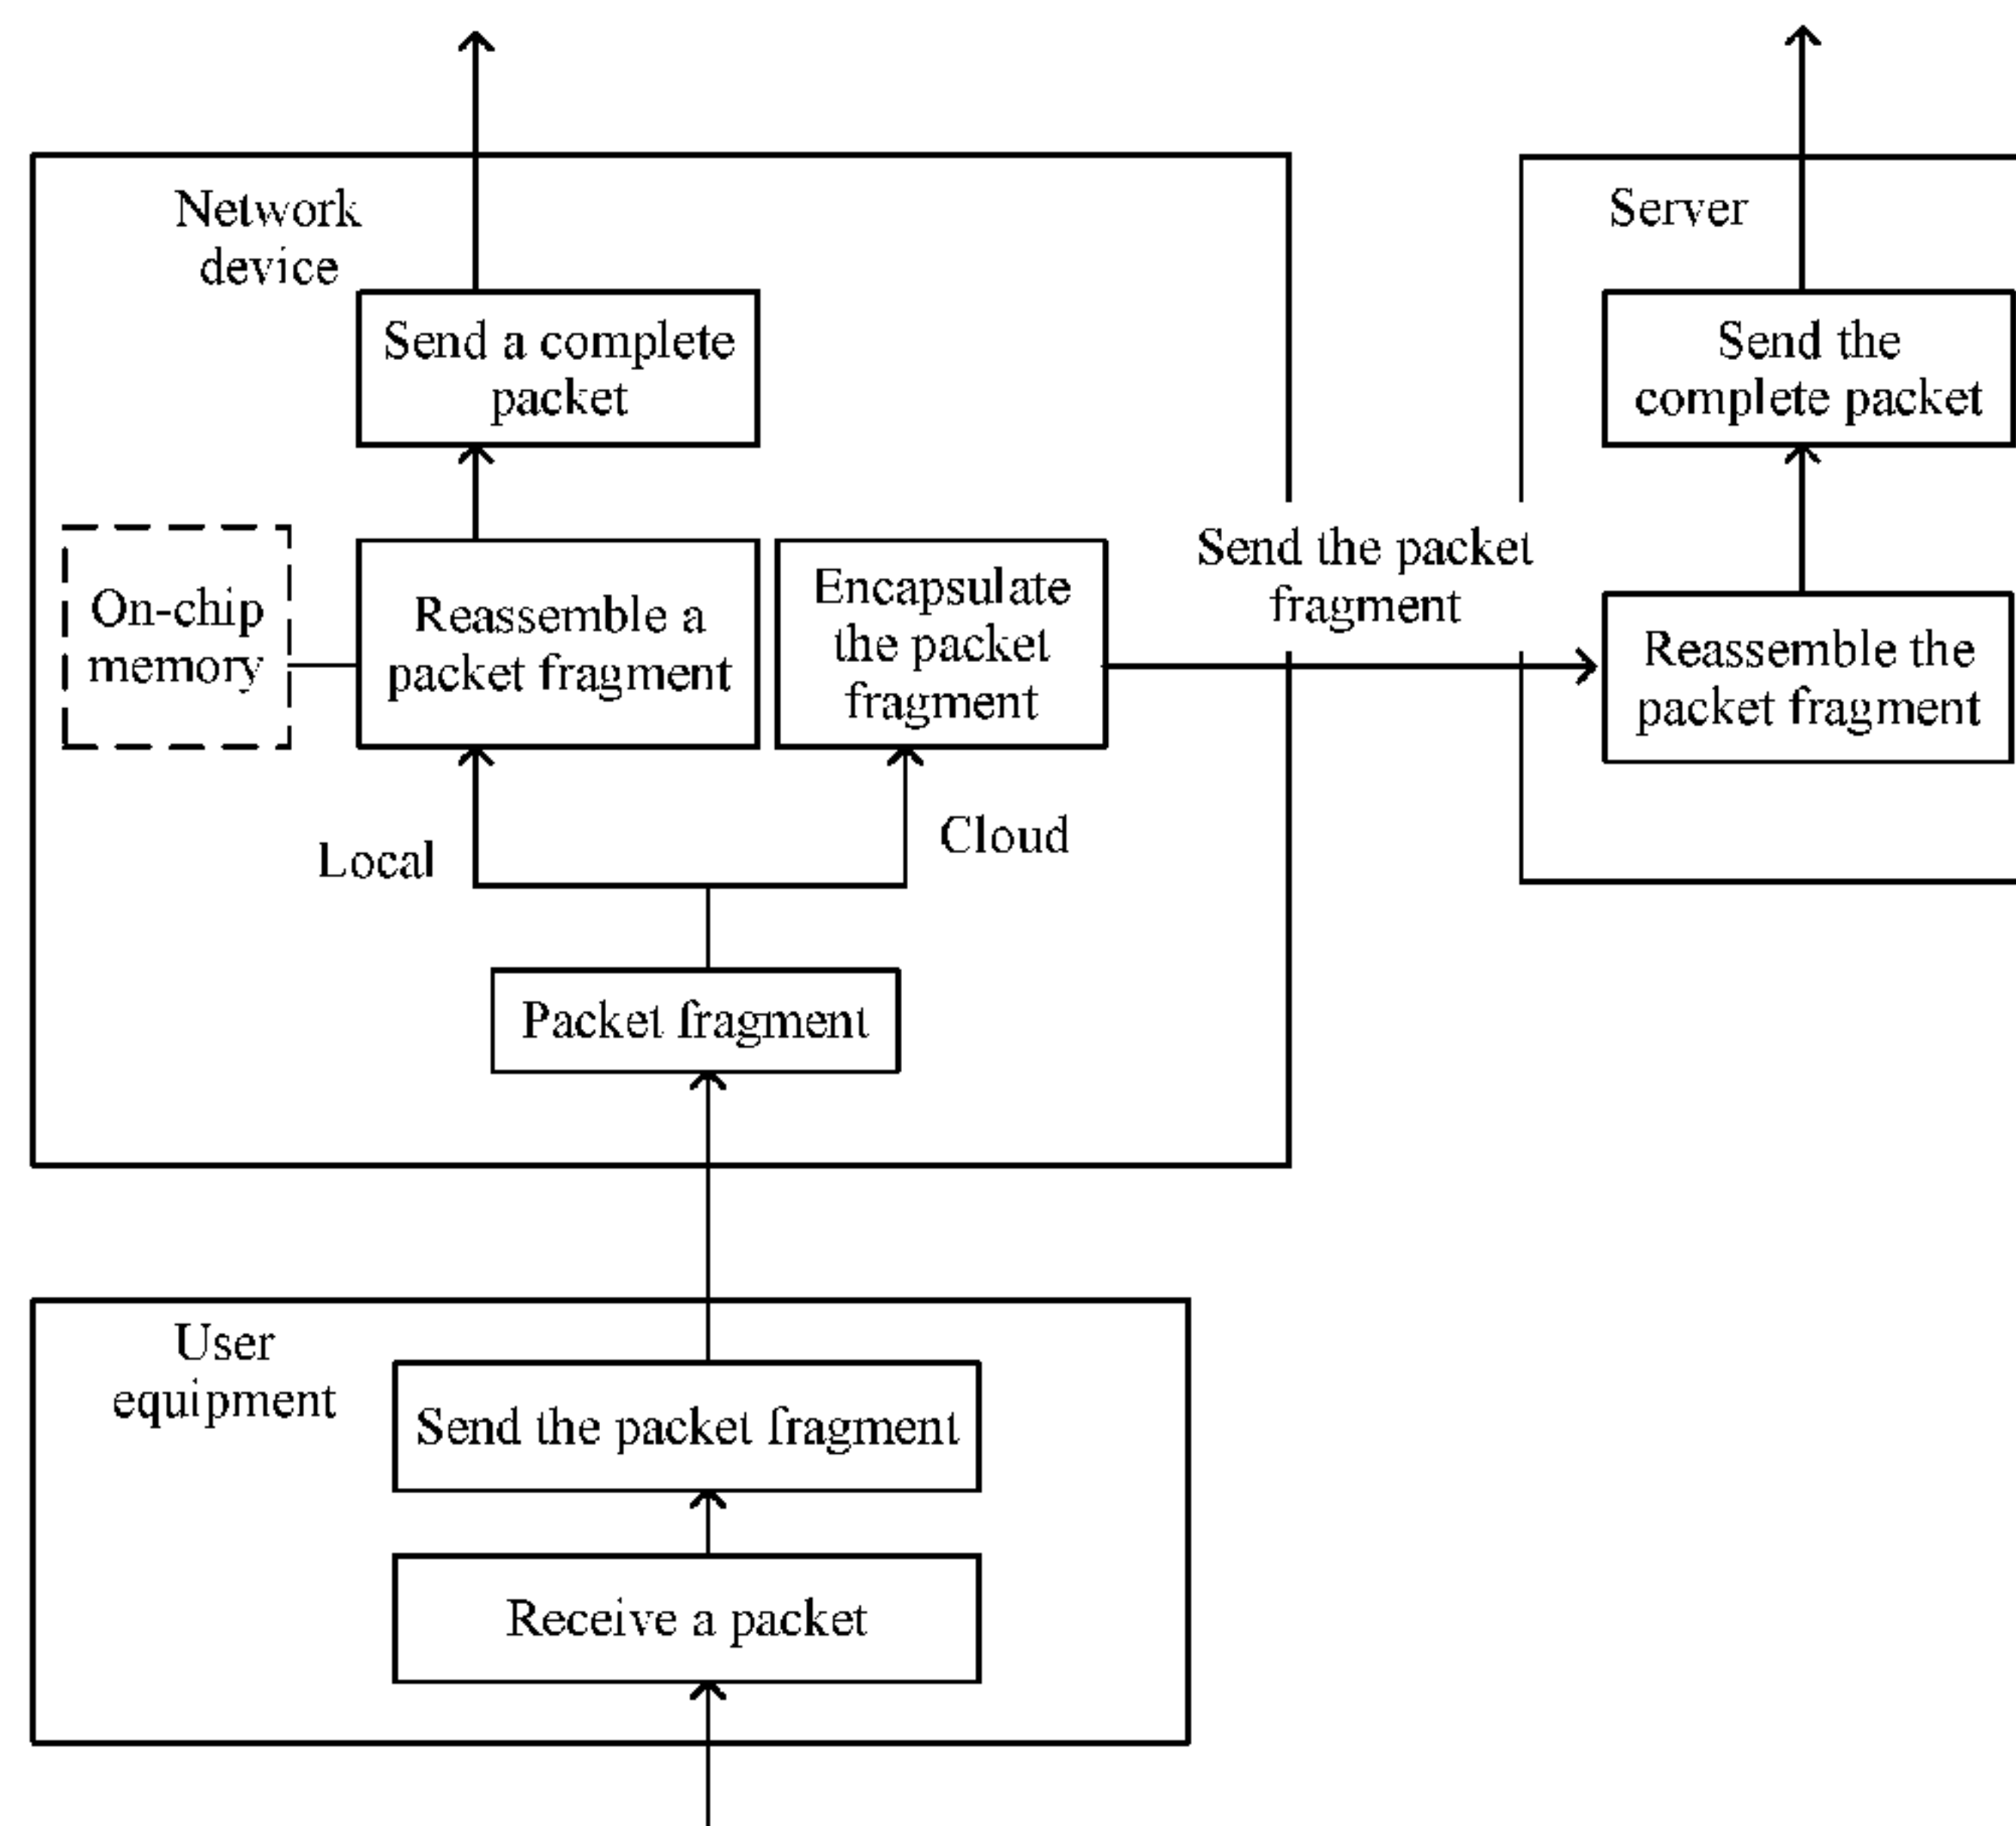 Network
device
Server
Send a complete
packet
Send the
complete packet
On-chip
memory
Reassemble a
packet fragment
Encapsulate
the packet
fragment
Send the packet
fragment
Reassemble the
packet fragment
Local
Cloud
Packet fragment
User
equipment
Send the packet fragment
Receive a packet